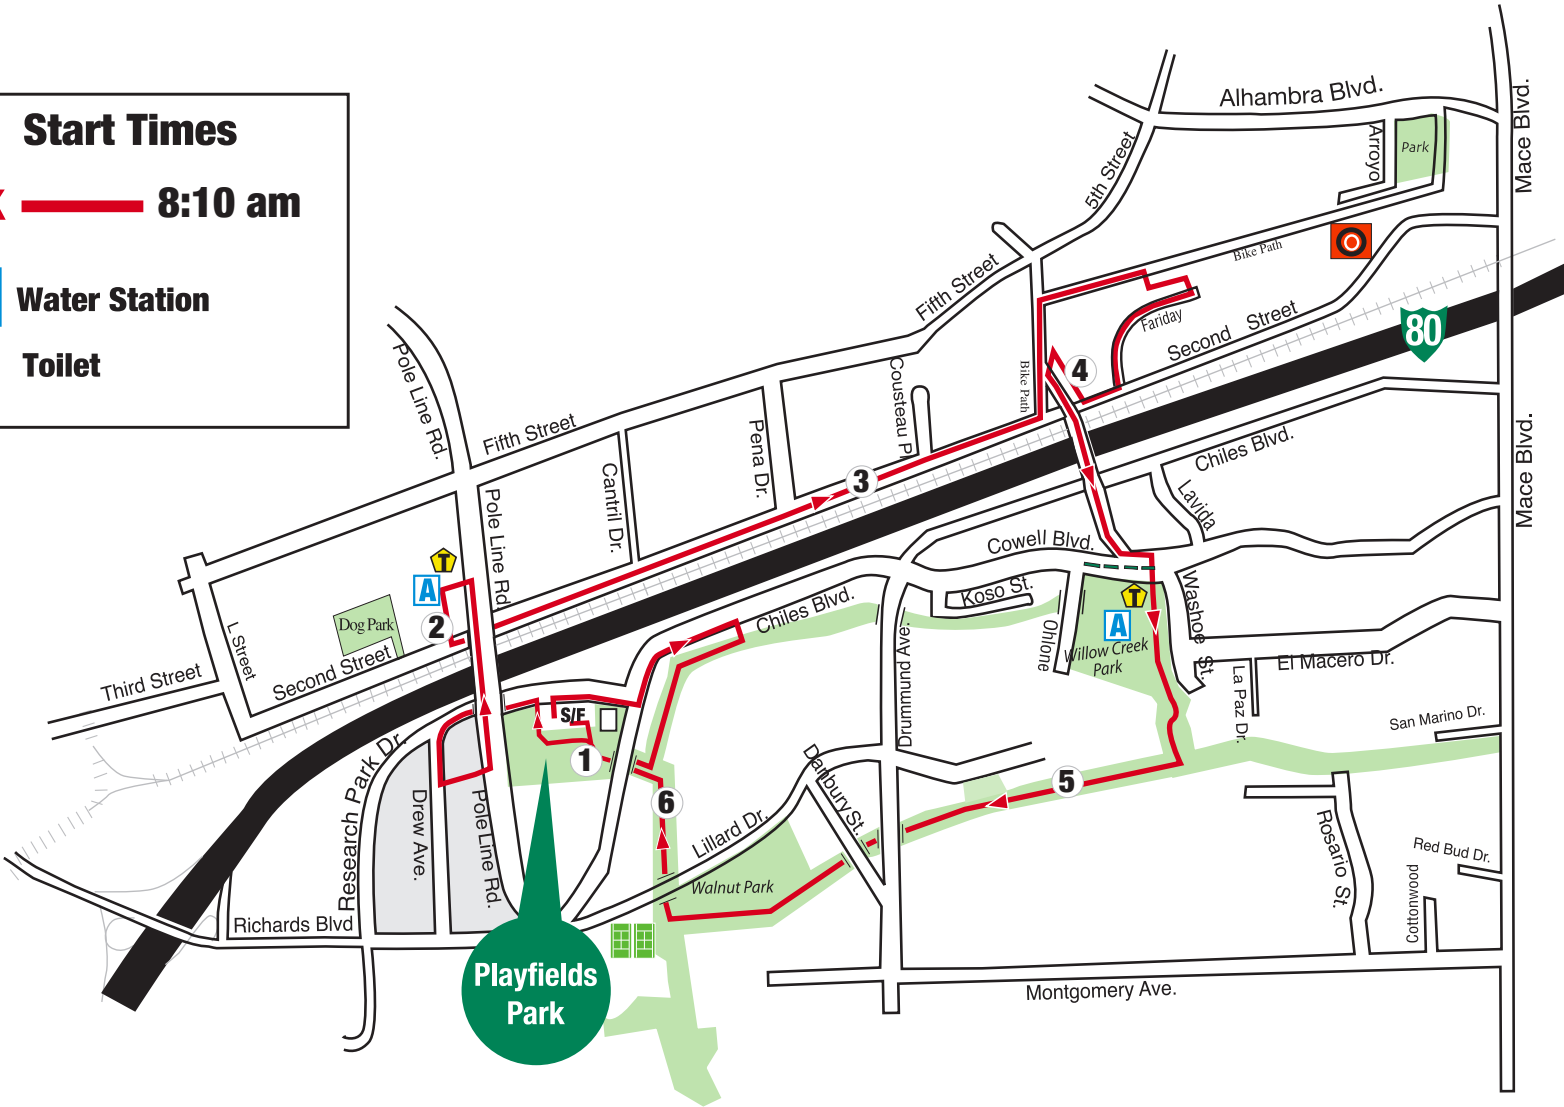 Start Times
8:10 am
Water Station
Toilet
Alhambra Blvd.
Mace Blvd.
Arroyo
Park
5th Street
Bike Path
Fifth Street
Fariday
Second Street
80
Pole Line Rd.
Fifth Street
Cousteau Pl
Bike Path
4
Pena Dr.
Cantril Dr.
3
Chiles Blvd.
Mace Blvd.
Lavida
Pole Line Rd
Cowell Blvd.
T
A
2
Dog Park
L Street
Second Street
Third Street
Koso St.
Chiles Blvd.
Ohlone
T
A
Willow Creek
Park
Washoe St.
El Macero Dr.
La Paz Dr.
San Marino Dr.
Drummund Ave.
S/F
1
Research Park Dr.
Drew Ave.
Pole Line Rd.
6
Danbury St.
5
Lillard Dr.
Walnut Park
Rosario St.
Red Bud Dr.
Cottonwood
Richards Blvd
Playfields
Park
Montgomery Ave.